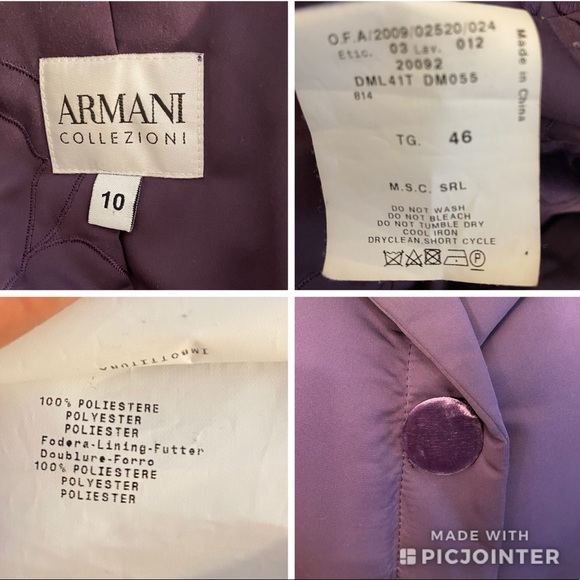 ARMANI
COLLEZIONI
10
O.F.A/2009/02520/024
Etic. 03 Lav. 012
20092
DML41T DM055
814
Made in China
TG. 46
M.S.C. SRL
DO NOT WASH
DO NOT BLEACH
DO NOT TUMBLE DRY
COOL IRON
DRYCLEAN,SHORT CYCLE
P
IMBOTTITURA
100% POLIESTERE
POLYESTER
POLIESTER
Fodera-Lining-Futter
Doublure-Forro
100% POLIESTERE
POLYESTER
POLIESTER
MADE WITH
PICJOINTER